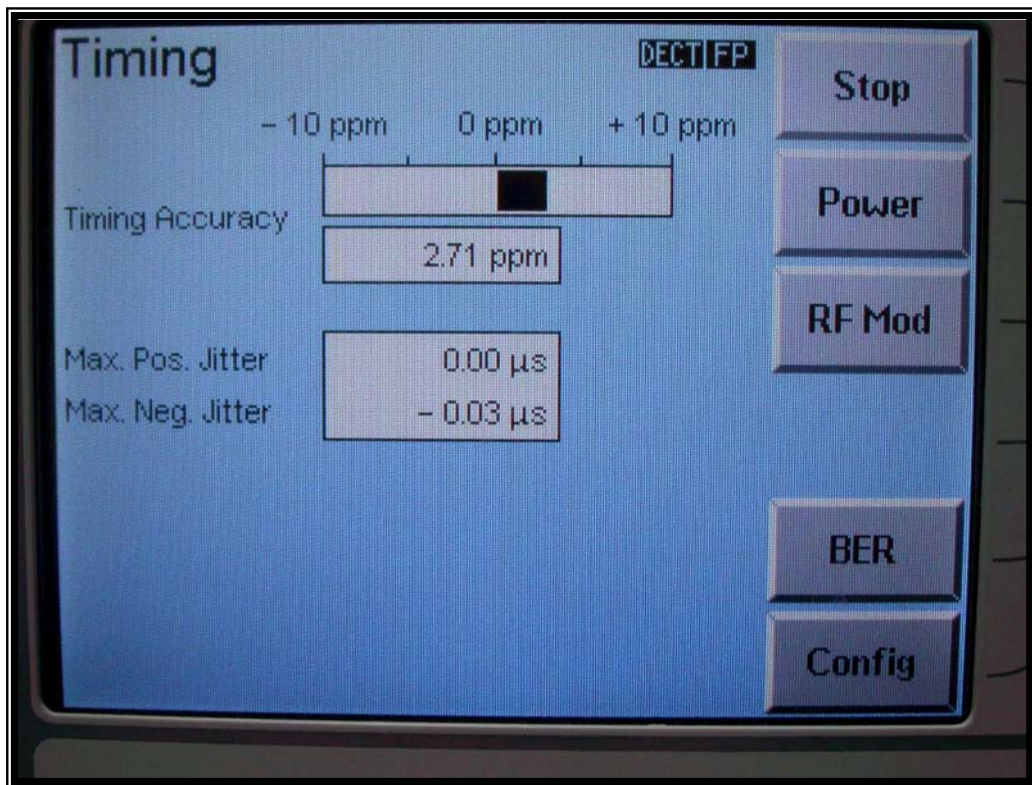 Timing
DECT FP
– 10 ppm 0 ppm + 10 ppm
Timing Accuracy
2.71 ppm
Max. Pos. Jitter 0.00 µs
Max. Neg. Jitter – 0.03 µs
Stop
Power
RF Mod
BER
Config